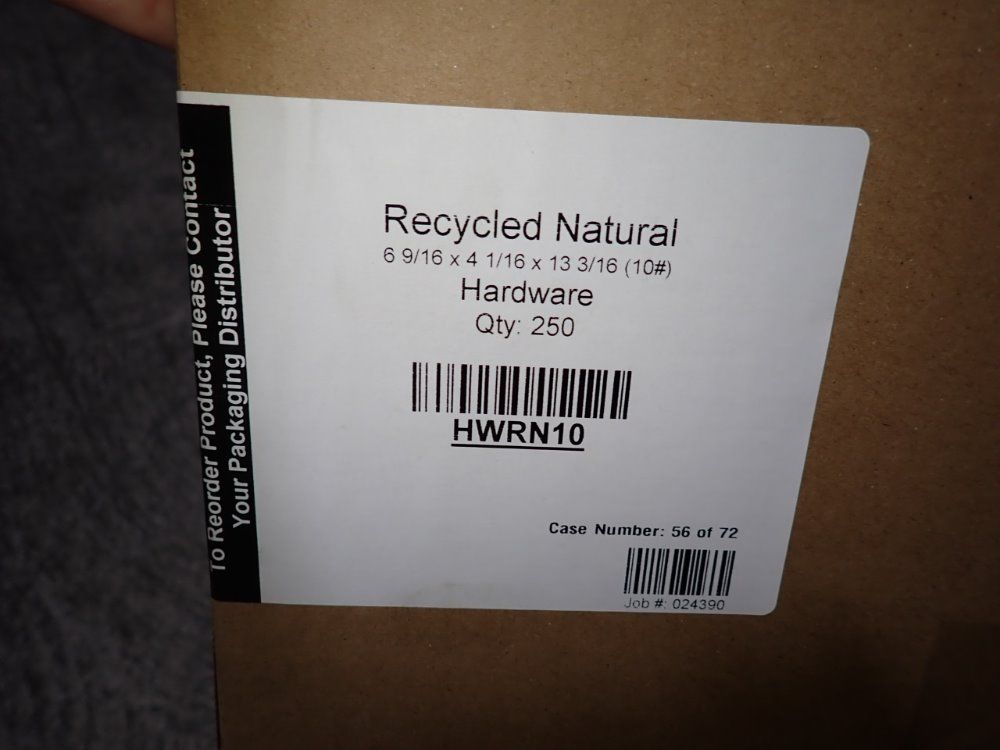 To Reorder Product, Please Contact
Your Packaging Distributor
Recycled Natural
6 9/16 x 4 1/16 x 13 3/16 (10#)
Hardware
Qty: 250
HWRN10
Case Number: 56 of 72
Job #: 024390